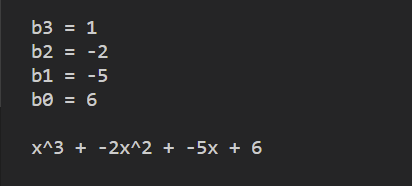 b3 = 1
b2 = -2
b1 = -5
b0 = 6
x^3 + -2x^2 + -5x + 6